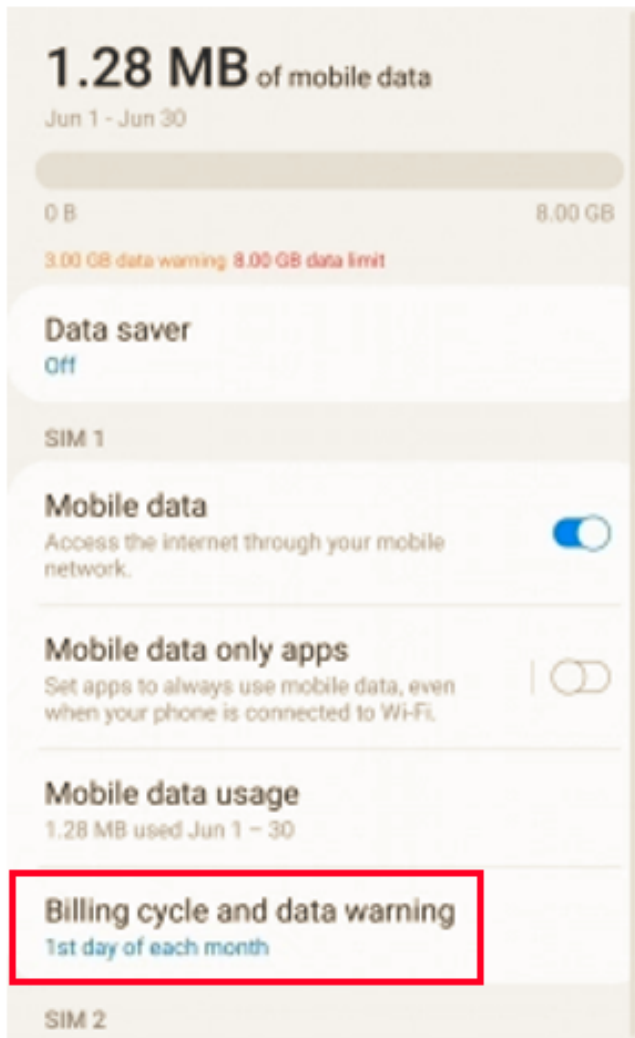 1.28 MB of mobile data
Jun 1 - Jun 30
0 B 8.00 GB
3.00 GB data warning 8.00 GB data limit
Data saver
Off
SIM 1
Mobile data
Access the internet through your mobile
network.
Mobile data only apps
Set apps to always use mobile data, even
when your phone is connected to Wi-Fi.
Mobile data usage
1.28 MB used Jun 1 – 30
Billing cycle and data warning
1st day of each month
SIM 2